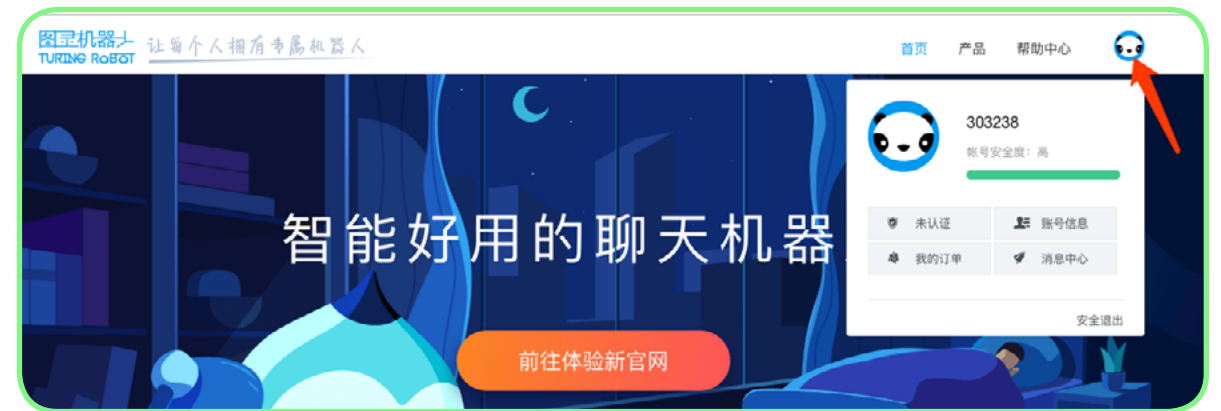 图灵机器人
TURING ROBOT
让每个人拥有专属机器人
首页 产品 帮助中心
303238
帐号安全度：高
智能好用的聊天机器
未认证 账号信息
我的订单 消息中心
安全退出
前往体验新官网